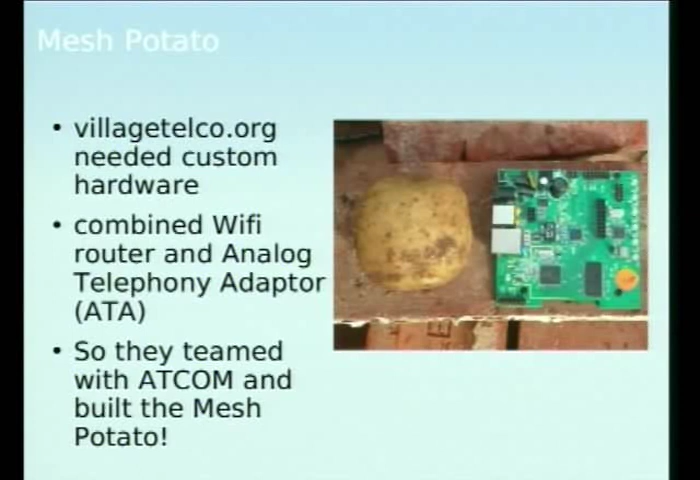 Mesh Potato
• villagetelco.org
needed custom
hardware
• combined Wifi
router and Analog
Telephony Adaptor
(ATA)
• So they teamed
with ATCOM and
built the Mesh
Potato!